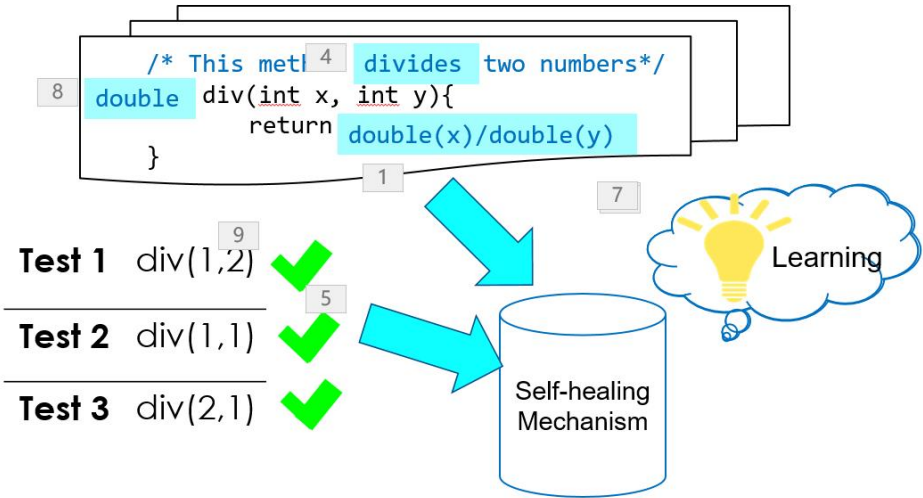 /* This meth 4 divides two numbers*/
8 double div(int x, int y){
return double(x)/double(y)
}
1
7
9
Test 1 div(1,2)
Learning
5
Test 2 div(1,1)
Test 3 div(2,1)
Self-healing
Mechanism